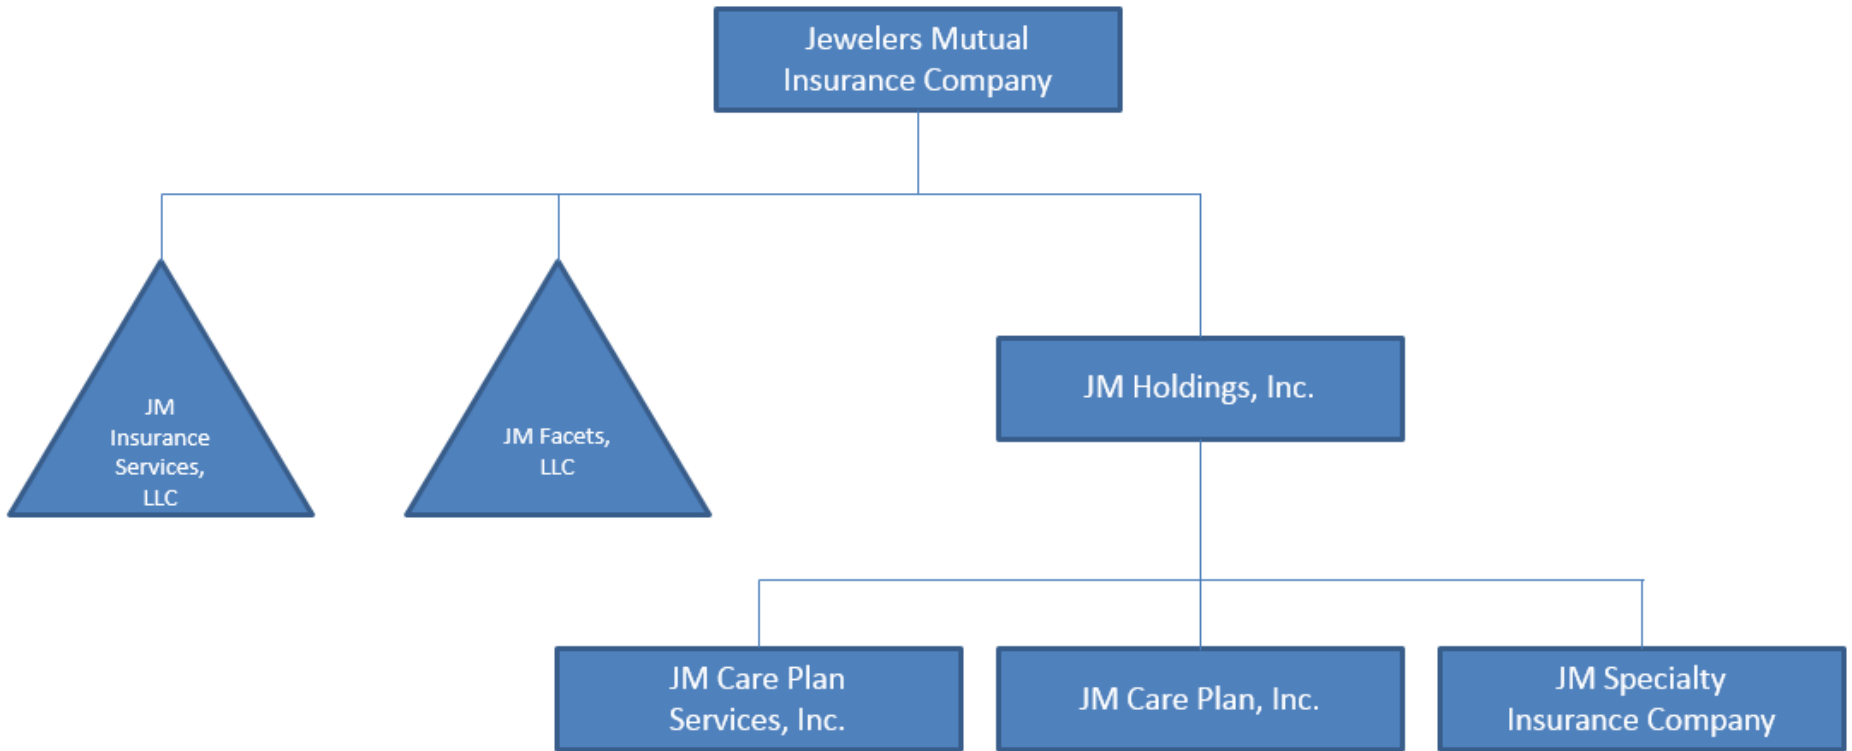 Jewelers Mutual
Insurance Company
JM
Insurance
Services,
LLC
JM Facets,
LLC
JM Holdings, Inc.
JM Care Plan
Services, Inc.
JM Care Plan, Inc.
JM Specialty
Insurance Company